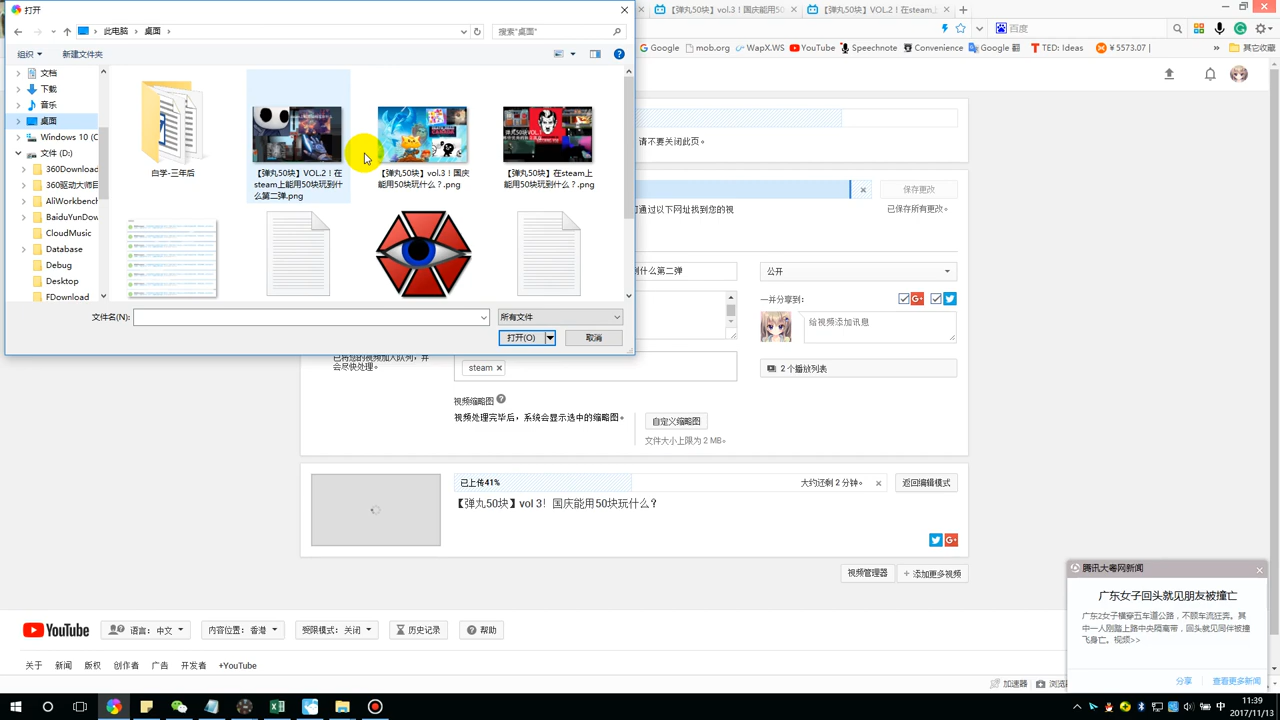 打开
【弹丸50块】vol.3！国庆能用50
【弹丸50块】VOL.2！在steam上
此电脑 桌面
搜索"桌面"
百度
组织 新建文件夹
Google mob.org WapX.WS YouTube Speechnote Convenience Google 翻 TED: Ideas ¥ 5573.07 | » 其它收藏
文档
下载
音乐
桌面
Windows 10 (C
文件 (D:)
360Download
360驱动大师目
AliWorkbench
BaiduYunDow
CloudMusic
Database
Debug
Desktop
FDownload
自学-三年后
【弹丸50块】VOL.2！在
steam上能用50块玩到什
么第二弹.png
【弹丸50块】vol.3！国庆
能用50块玩什么？.png
【弹丸50块】在steam上
能用50块玩到什么？.png
文件名(N):
所有文件
打开(O) 取消
请不要关闭此页。
保存更改
的通过以下网址找到您的视
已保存所有更改。
到什么第二弹
公开
一并分享到:
给视频添加讯息
已将您的视频加入队列，并
会尽快处理。
steam
2 个播放列表
视频缩略图
视频处理完毕后，系统会显示选中的缩略图。
自定义缩略图
文件大小上限为 2 MB。
已上传41%
大约还剩 2 分钟。
返回编辑模式
【弹丸50块】vol 3！国庆能用50块玩什么?
视频管理器
+ 添加更多视频
YouTube
语言：中文
内容位置：香港
受限模式：关闭
历史记录
帮助
关于 新闻 版权 创作者 广告 开发者 +YouTube
腾讯大粤网新闻
广东女子回头就见朋友被撞亡
广东2女子横穿五车道公路，不顾车流狂奔。其
中一人刚踏上路中央隔离带，回头就见同伴被撞
飞身亡。视频>>
分享 查看更多新闻
加速器
中
11:39
2017/11/13